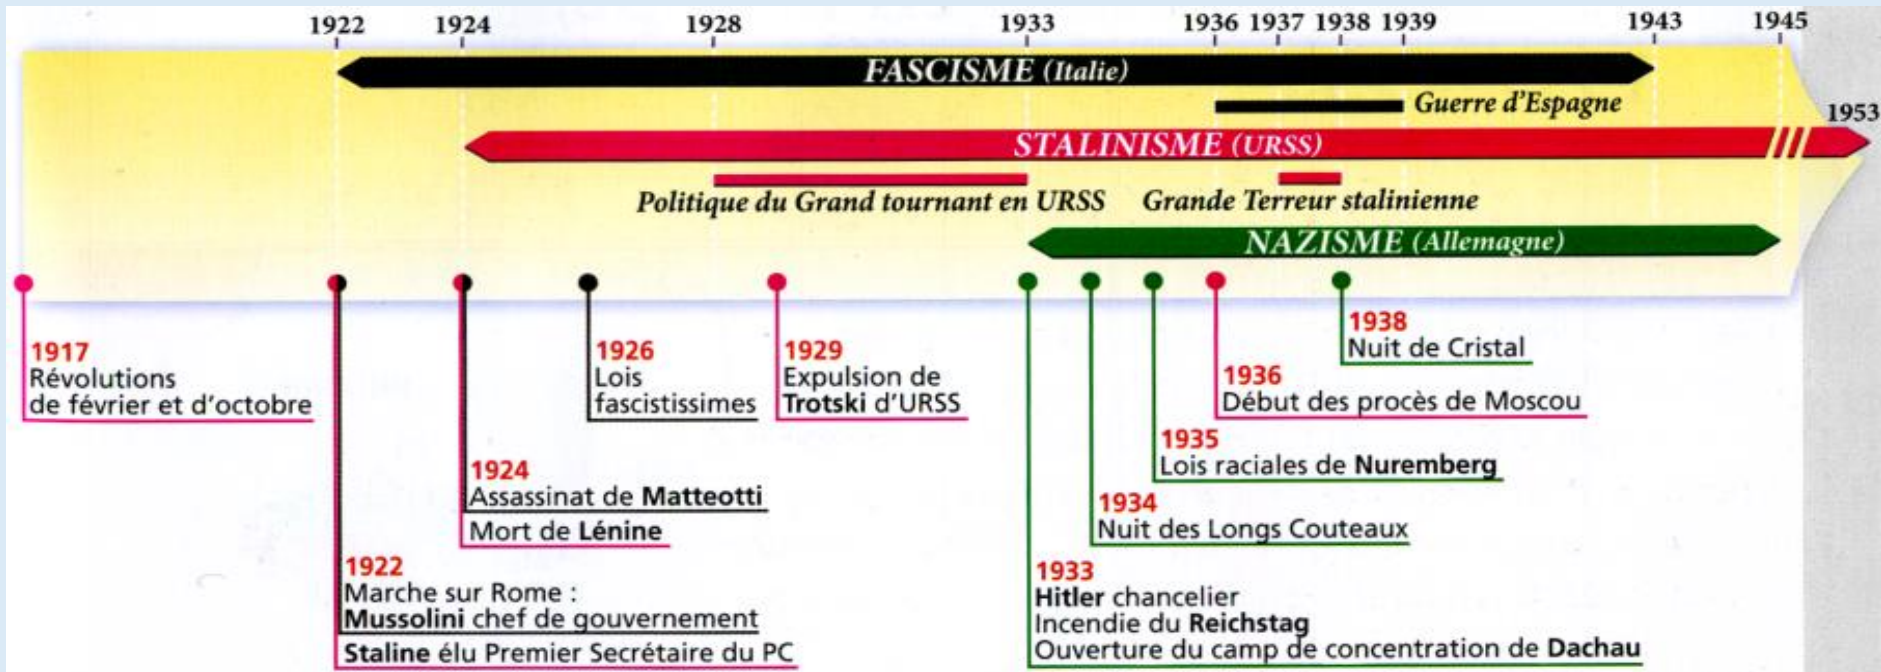 1922 1924 1928 1933 1936 1937 1938 1939 1943 1945
FASCISME (Italie)
Guerre d'Espagne
1953
STALINISME (URSS)
Politique du Grand tournant en URSS
Grande Terreur stalinienne
NAZISME (Allemagne)
1917
Révolutions
de février et d'octobre
1922
Marche sur Rome :
Mussolini chef de gouvernement
Staline élu Premier Secrétaire du PC
1924
Assassinat de Matteotti
Mort de Lénine
1926
Lois
fascistissimes
1929
Expulsion de
Trotski d'URSS
1933
Hitler chancelier
Incendie du Reichstag
Ouverture du camp de concentration de Dachau
1934
Nuit des Longs Couteaux
1935
Lois raciales de Nuremberg
1936
Début des procès de Moscou
1938
Nuit de Cristal